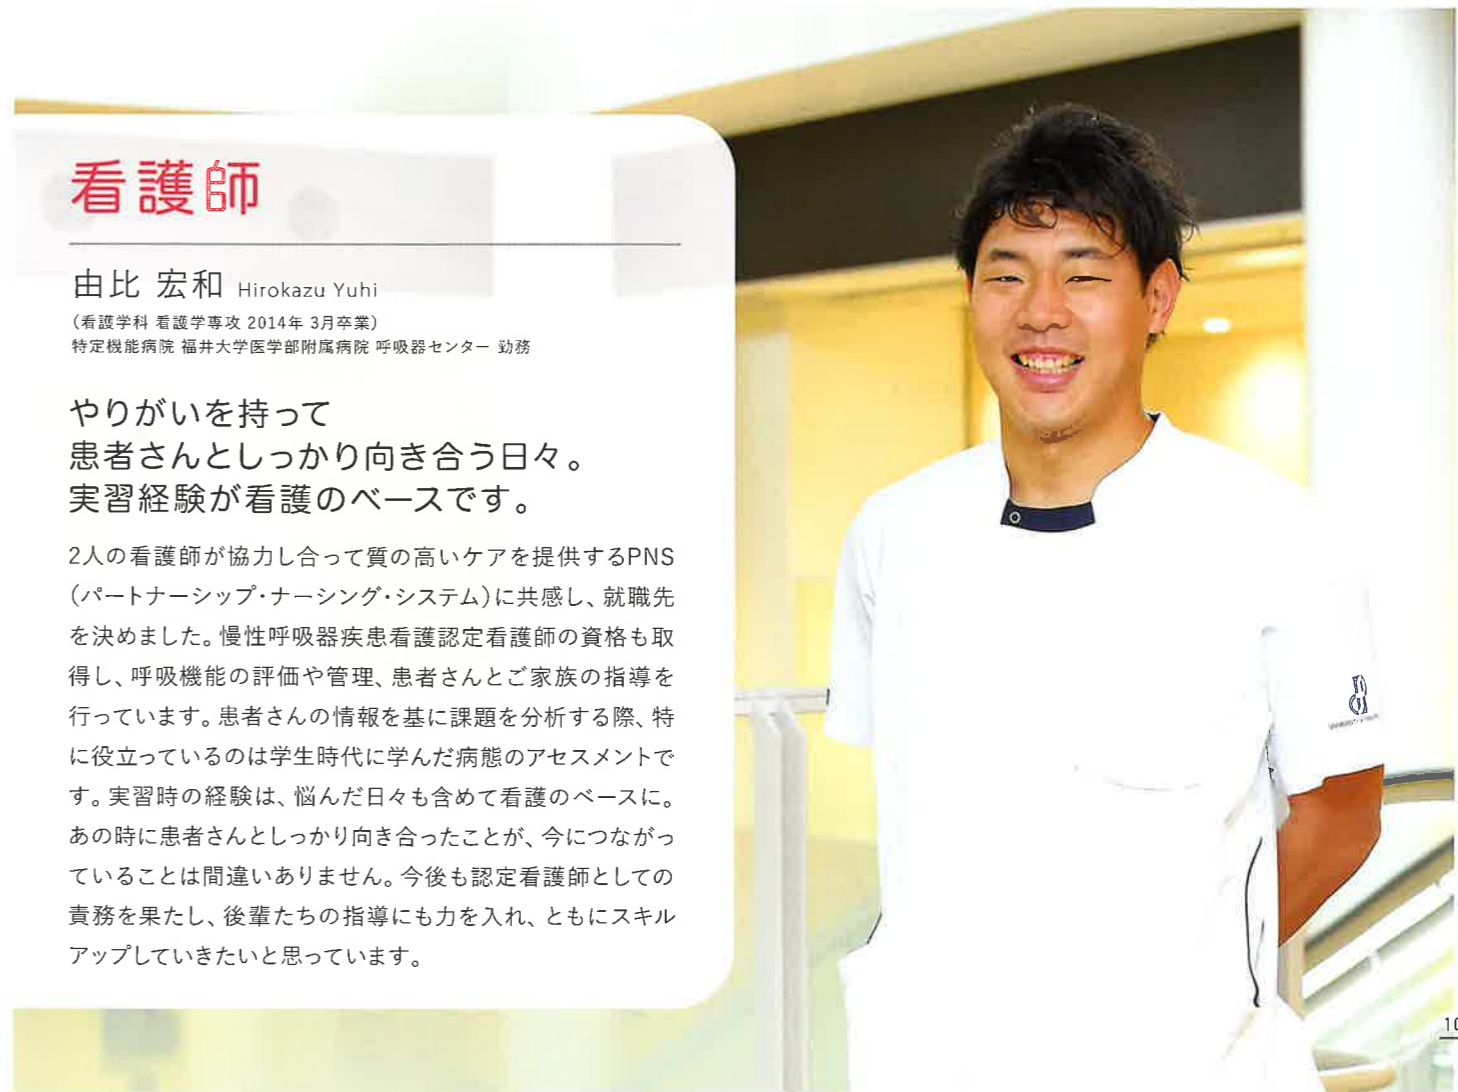 看護師
由比 宏和 Hirokazu Yuhi
(看護学科 看護学専攻 2014年 3月卒業)
特定機能病院 福井大学医学部附属病院 呼吸器センター 勤務
やりがいを持って
患者さんとしっかり向き合う日々。
実習経験が看護のベースです。
2人の看護師が協力し合って質の高いケアを提供するPNS
(パートナーシップ・ナーシング・システム)に共感し、就職先
を決めました。慢性呼吸器疾患看護認定看護師の資格も取
得し、呼吸機能の評価や管理、患者さんとご家族の指導を
行っています。患者さんの情報を基に課題を分析する際、特
に役立っているのは学生時代に学んだ病態のアセスメントで
す。実習時の経験は、悩んだ日々も含めて看護のベースに。
あの時に患者さんとしっかり向き合ったことが、今につながっ
ていることは間違いありません。今後も認定看護師としての
責務を果たし、後輩たちの指導にも力を入れ、ともにスキル
アップしていきたいと思っています。
10